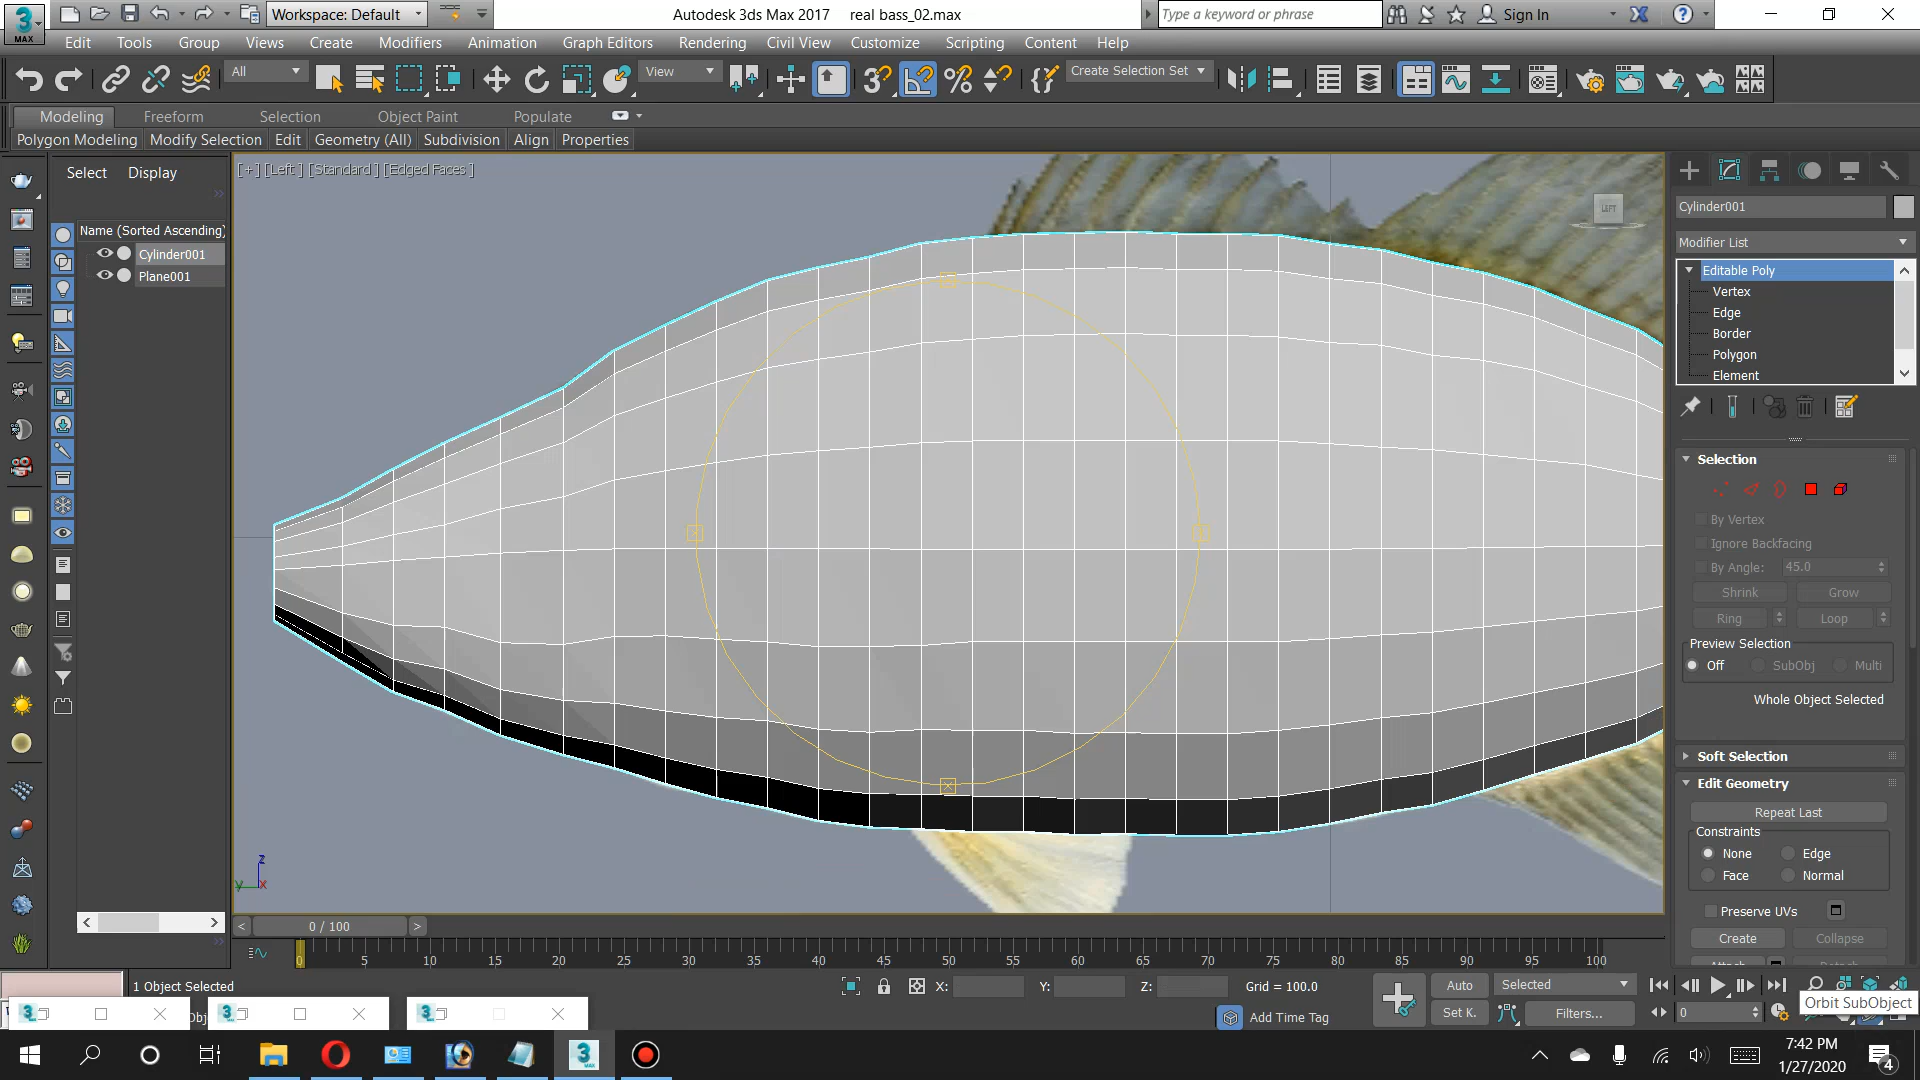 3
MAX
Workspace: Default
Autodesk 3ds Max 2017    real bass_02.max
Type a keyword or phrase
Sign In
Edit Tools Group Views Create Modifiers Animation Graph Editors Rendering Civil View Customize Scripting Content Help
All
View
3
Create Selection Set
Modeling Freeform Selection Object Paint Populate
Polygon Modeling Modify Selection Edit Geometry (All) Subdivision Align Properties
Select Display
Name (Sorted Ascending)
Cylinder001
Plane001
[ + ] [Left ] [Standard ] [Edged Faces ]
LEFT
z
y x
Cylinder001
Modifier List
Editable Poly
Vertex
Edge
Border
Polygon
Element
Selection
By Vertex
Ignore Backfacing
By Angle: 45.0
Shrink Grow
Ring Loop
Preview Selection
Off SubObj Multi
Whole Object Selected
Soft Selection
Edit Geometry
Repeat Last
Constraints
None Edge
Face Normal
Preserve UVs
Create Collapse
< 0 / 100 >
0 5 10 15 20 25 30 35 40 45 50 55 60 65 70 75 80 85 90 95 100
1 Object Selected
X: Y: Z: Grid = 100.0
Auto Selected
Orbit SubObject
Add Time Tag
Set K. Filters... 0
3
MAX
7:42 PM
1/27/2020
4